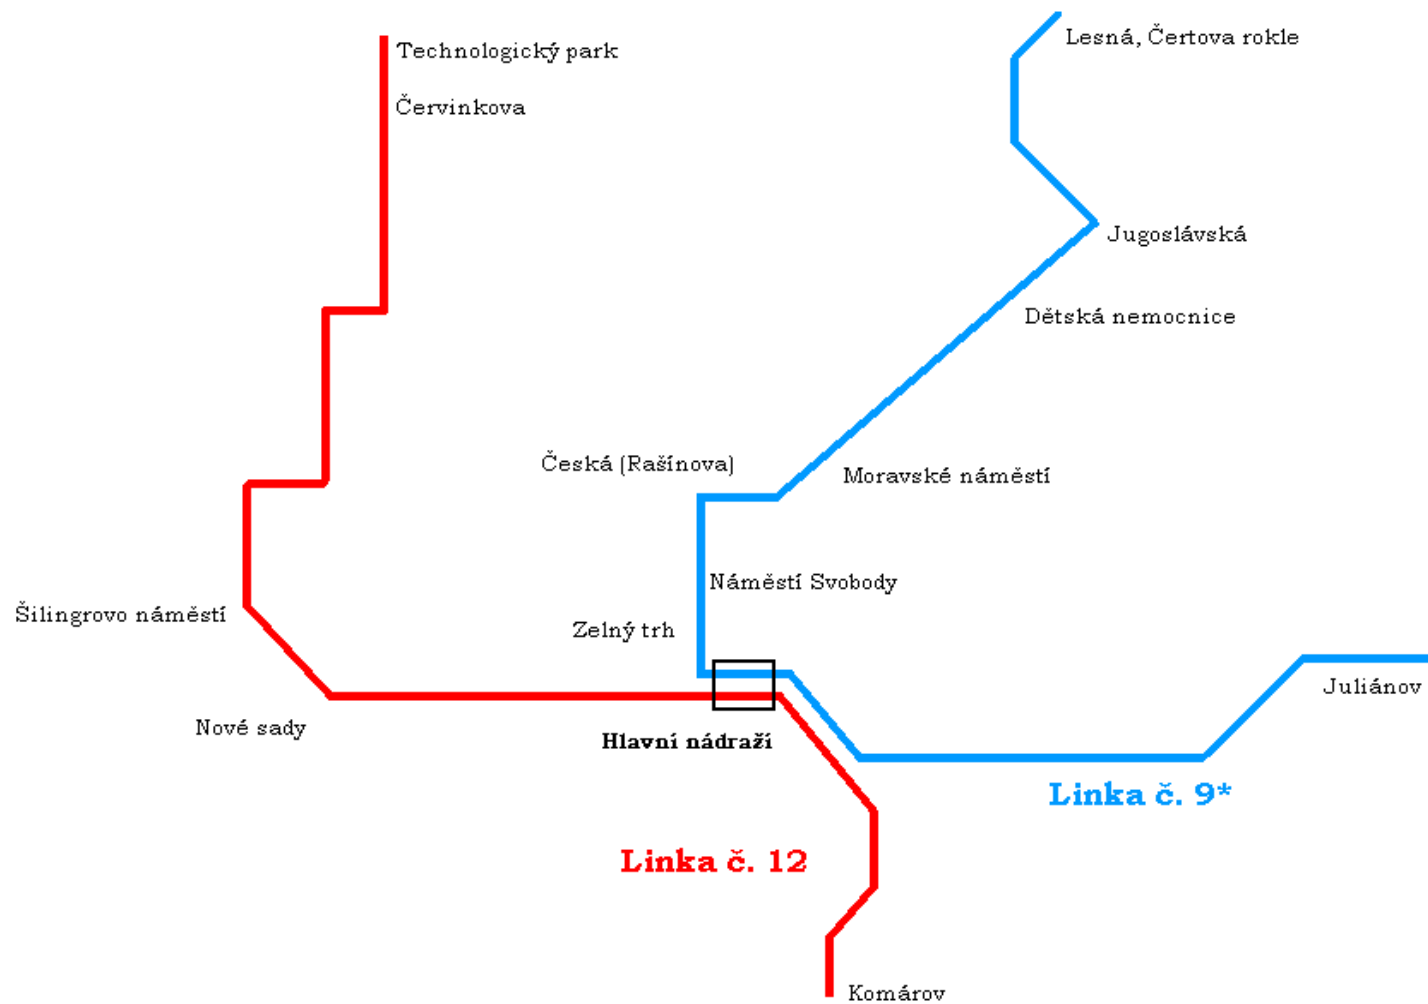 Lesná, Čertova rokle
Technologický park
Červinkova
Jugoslávská
Dětská nemocnice
Česká (Rašínova)
Moravské náměstí
Náměstí Svobody
Šilingrovo náměstí
Zelný trh
Juliánov
Nové sady
Hlavní nádraží
Linka č. 9*
Linka č. 12
Komárov